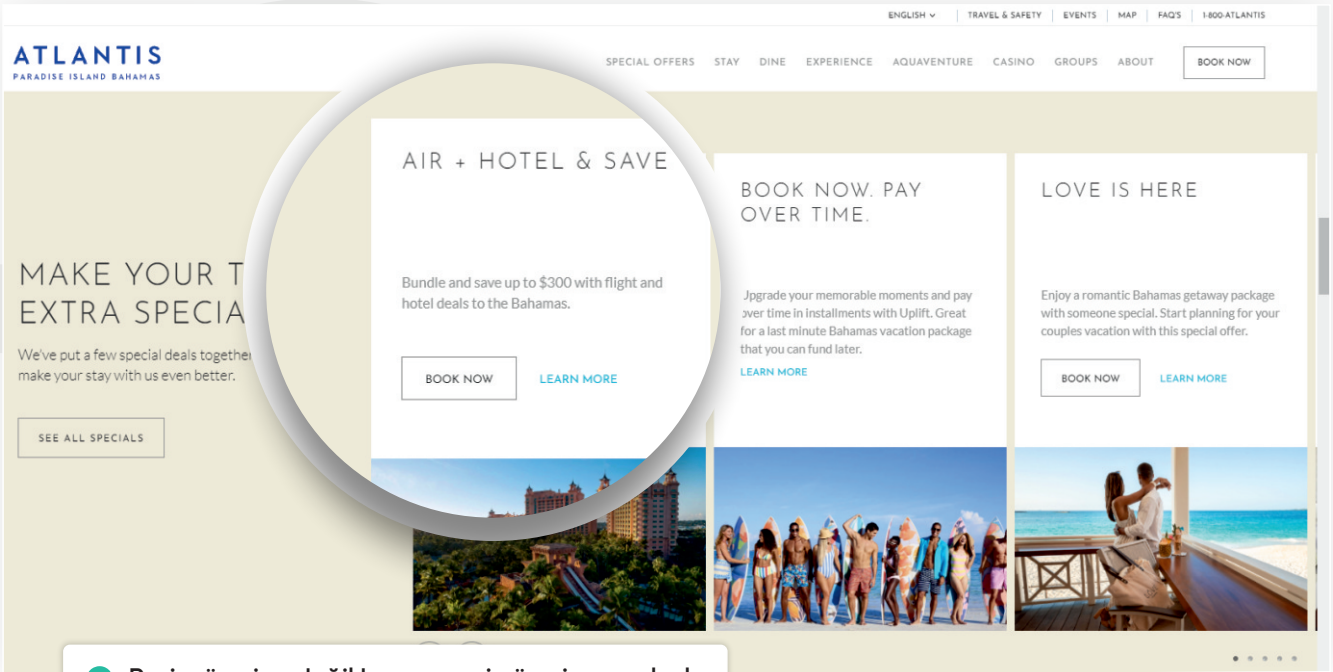 ENGLISH
TRAVEL & SAFETY
EVENTS
MAP
FAQ'S
1-800-ATLANTIS
ATLANTIS
PARADISE ISLAND BAHAMAS
SPECIAL OFFERS
STAY
DINE
EXPERIENCE
AQUAVENTURE
CASINO
GROUPS
ABOUT
BOOK NOW
MAKE YOUR T
EXTRA SPECIA
We've put a few special deals together
make your stay with us even better.
SEE ALL SPECIALS
AIR + HOTEL & SAVE
Bundle and save up to $300 with flight and
hotel deals to the Bahamas.
BOOK NOW
LEARN MORE
BOOK NOW. PAY
OVER TIME.
Upgrade your memorable moments and pay
over time in installments with Uplift. Great
for a last minute Bahamas vacation package
that you can fund later.
LEARN MORE
LOVE IS HERE
Enjoy a romantic Bahamas getaway package
with someone special. Start planning for your
couples vacation with this special offer.
BOOK NOW
LEARN MORE